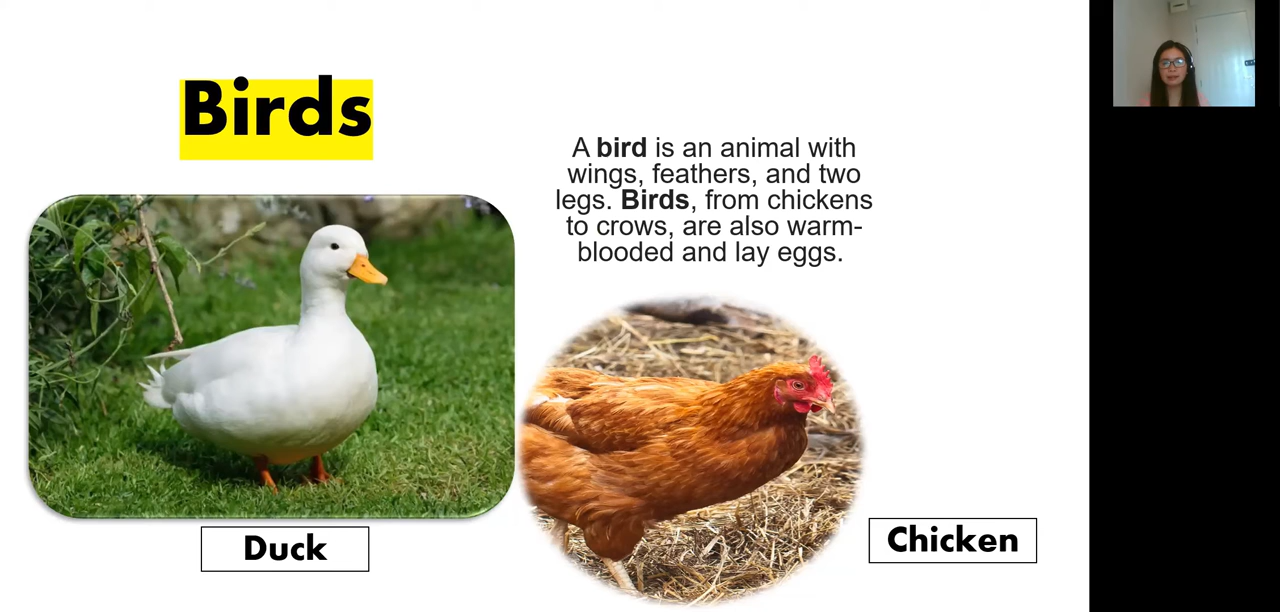 Birds
A bird is an animal with
wings, feathers, and two
legs. Birds, from chickens
to crows, are also warm-
blooded and lay eggs.
Duck
Chicken